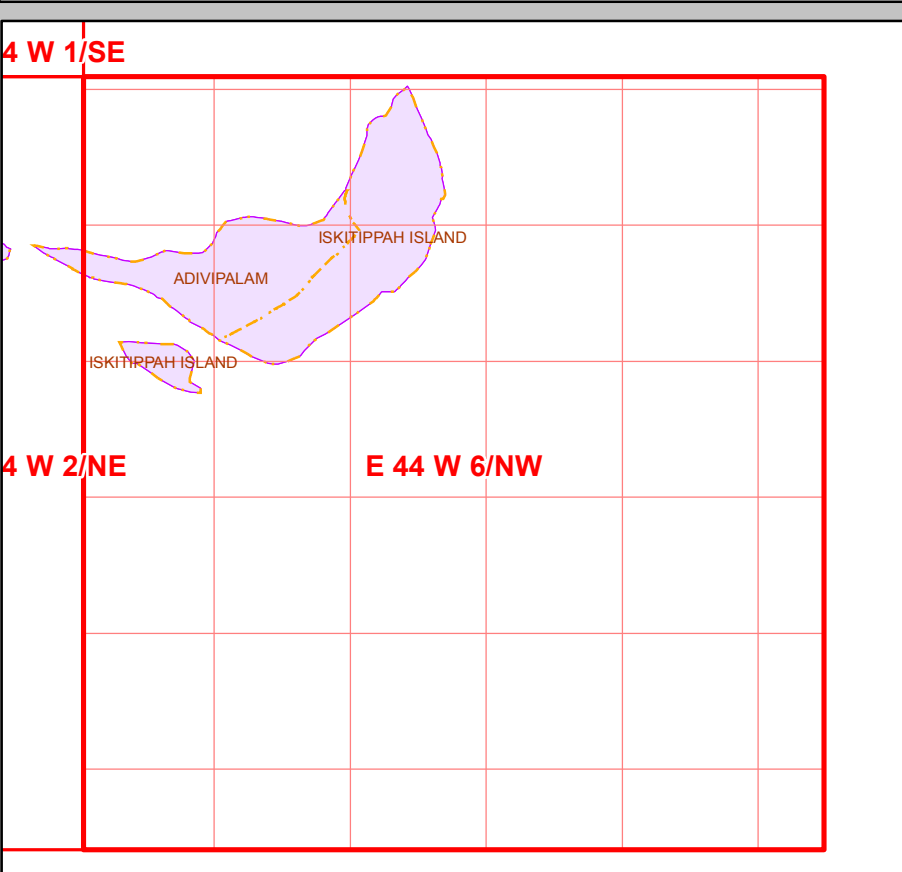 4 W 1/SE
ISKITIPPAH ISLAND
ADIVIPALAM
ISKITIPPAH ISLAND
4 W 2/NE
E 44 W 6/NW